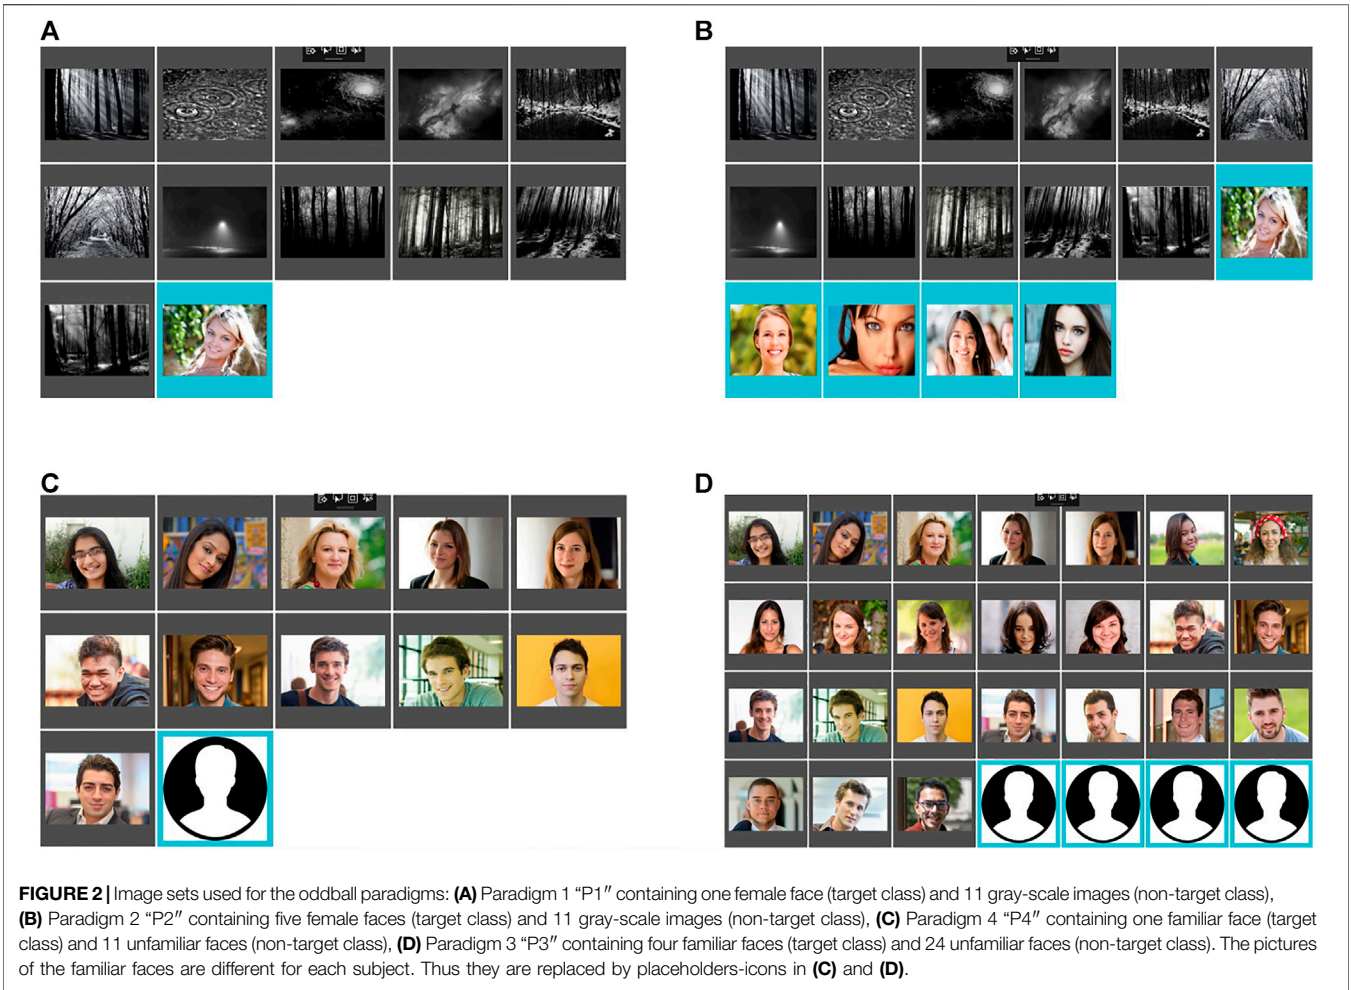 A
B
C
D
FIGURE 2 | Image sets used for the oddball paradigms: (A) Paradigm 1 “P1″ containing one female face (target class) and 11 gray-scale images (non-target class),
(B) Paradigm 2 “P2″ containing five female faces (target class) and 11 gray-scale images (non-target class), (C) Paradigm 4 “P4″ containing one familiar face (target
class) and 11 unfamiliar faces (non-target class), (D) Paradigm 3 “P3″ containing four familiar faces (target class) and 24 unfamiliar faces (non-target class). The pictures
of the familiar faces are different for each subject. Thus they are replaced by placeholders-icons in (C) and (D).